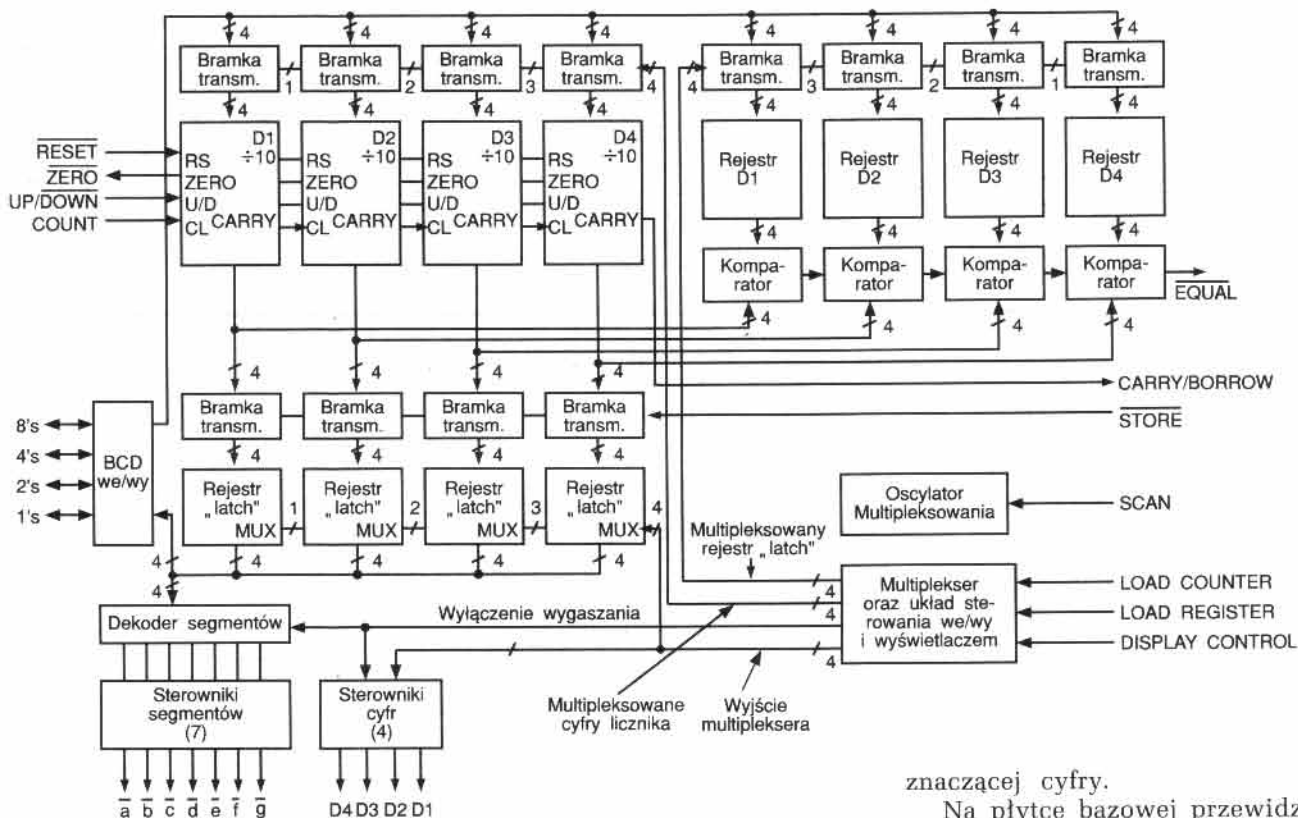 4 4 4 4 4 4 4 4
Bramka transm.
Bramka transm.
Bramka transm.
Bramka transm.
Bramka transm.
Bramka transm.
Bramka transm.
Bramka transm.
1 2 3 4 4 3 2 1
4 4 4 4 4 4 4 4
RESET
ZERO
UP/DOWN
COUNT
D1 ÷10
RS
ZERO
U/D
CARRY
CL
D2 ÷10
RS
ZERO
U/D
CARRY
CL
D3 ÷10
RS
ZERO
U/D
CARRY
CL
D4 ÷10
RS
ZERO
U/D
CARRY
CL
Rejestr D1
Rejestr D2
Rejestr D3
Rejestr D4
4 4 4 4
Kompa-
rator
Kompa-
rator
Kompa-
rator
Kompa-
rator
EQUAL
4 4 4 4
4 4 4 4
CARRY/BORROW
Bramka transm.
Bramka transm.
Bramka transm.
Bramka transm.
STORE
4 4 4 4
8's
4's
2's
1's
BCD
we/wy
Rejestr
„latch"
MUX
Rejestr
„latch"
MUX
Rejestr
„latch"
MUX
Rejestr
„latch"
MUX
1 2 3 4
4 4 4 4 4
4
Oscylator
Multipleksowania
SCAN
Multipleksowany
rejestr „latch"
Multiplekser
oraz układ ste-
rowania we/wy
i wyświetlaczem
4
4
4
LOAD COUNTER
LOAD REGISTER
DISPLAY CONTROL
Wyłączenie wygaszania
Dekoder segmentów
Sterowniki
segmentów
(7)
Sterowniki
cyfr
(4)
Multipleksowane
cyfry licznika
Wyjście
multipleksera
a b c d e f g
D4 D3 D2 D1
znaczącej cyfry.
Na płytce bazowej przewidz